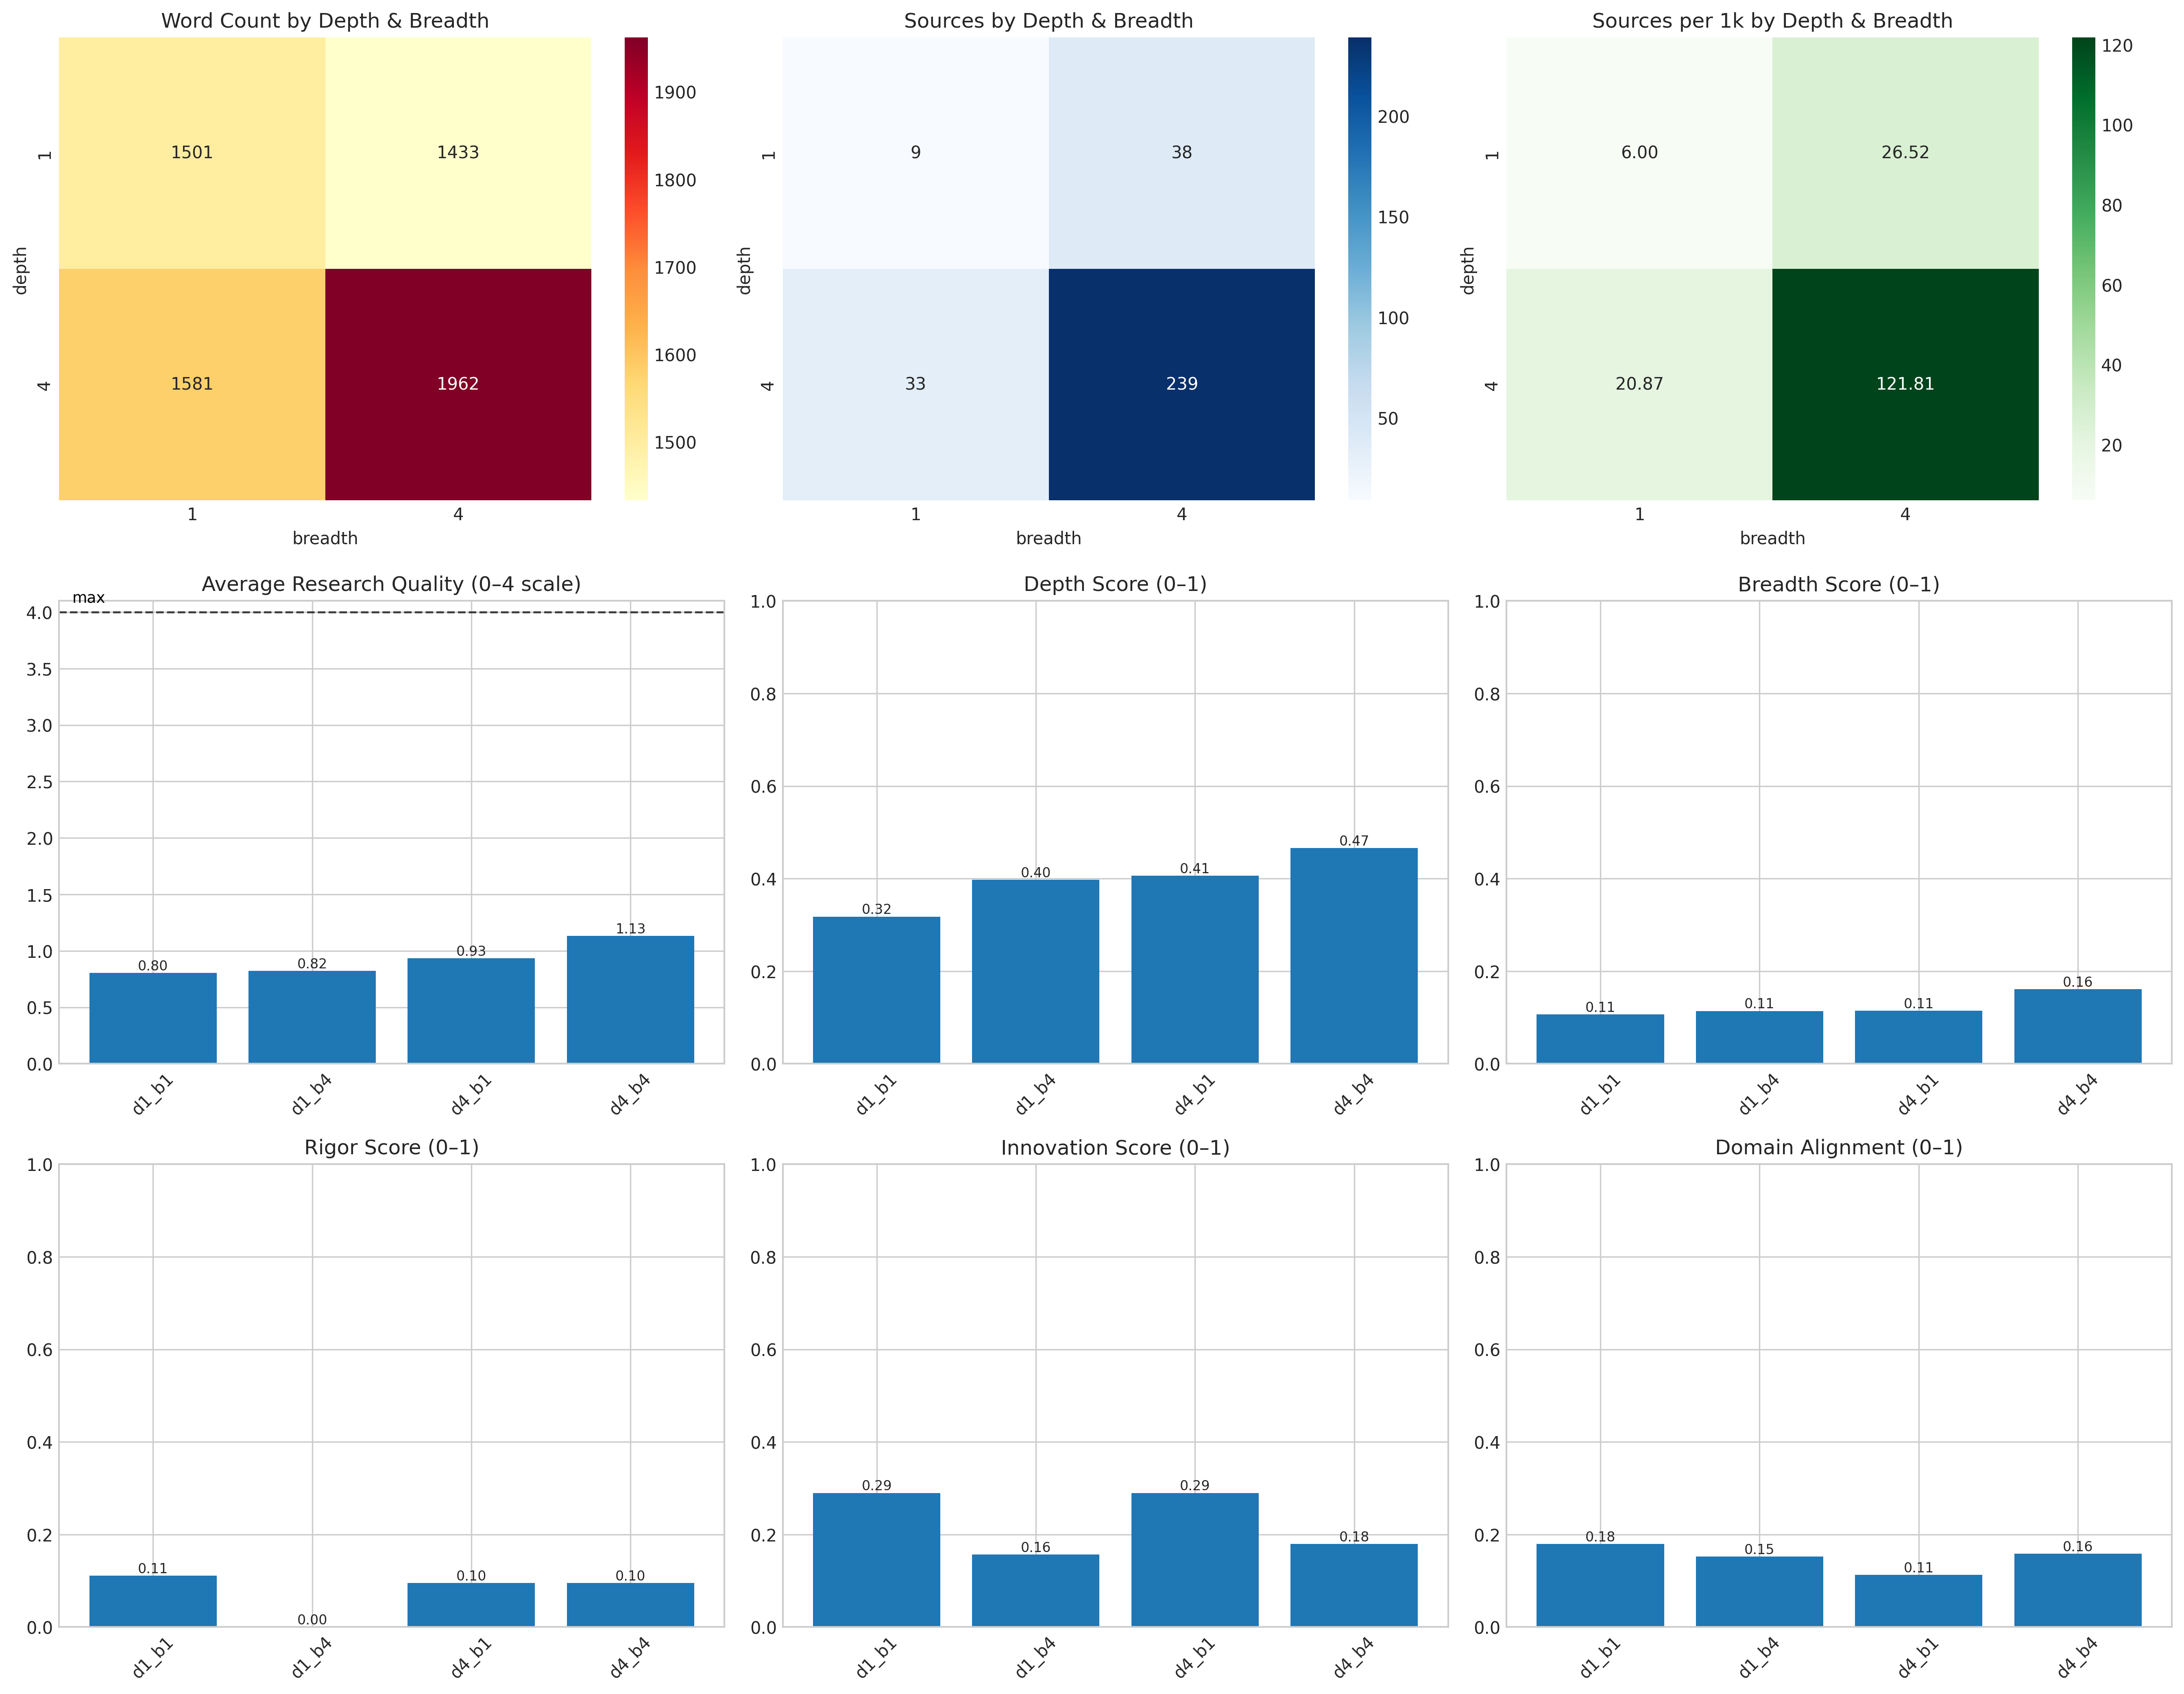 Word Count by Depth & Breadth
1501
1433
1581
1962
1
4
depth
1
4
breadth
1900
1800
1700
1600
1500
Sources by Depth & Breadth
9
38
33
239
1
4
depth
1
4
breadth
200
150
100
50
Sources per 1k by Depth & Breadth
6.00
26.52
20.87
121.81
1
4
depth
1
4
breadth
120
100
80
60
40
20
Average Research Quality (0–4 scale)
max
4.0
3.5
3.0
2.5
2.0
1.5
1.0
0.5
0.0
0.80
0.82
0.93
1.13
d1_b1
d1_b4
d4_b1
d4_b4
Depth Score (0–1)
1.0
0.8
0.6
0.4
0.2
0.0
0.32
0.40
0.41
0.47
d1_b1
d1_b4
d4_b1
d4_b4
Breadth Score (0–1)
1.0
0.8
0.6
0.4
0.2
0.0
0.11
0.11
0.11
0.16
d1_b1
d1_b4
d4_b1
d4_b4
Rigor Score (0–1)
1.0
0.8
0.6
0.4
0.2
0.0
0.11
0.00
0.10
0.10
d1_b1
d1_b4
d4_b1
d4_b4
Innovation Score (0–1)
1.0
0.8
0.6
0.4
0.2
0.0
0.29
0.16
0.29
0.18
d1_b1
d1_b4
d4_b1
d4_b4
Domain Alignment (0–1)
1.0
0.8
0.6
0.4
0.2
0.0
0.18
0.15
0.11
0.16
d1_b1
d1_b4
d4_b1
d4_b4